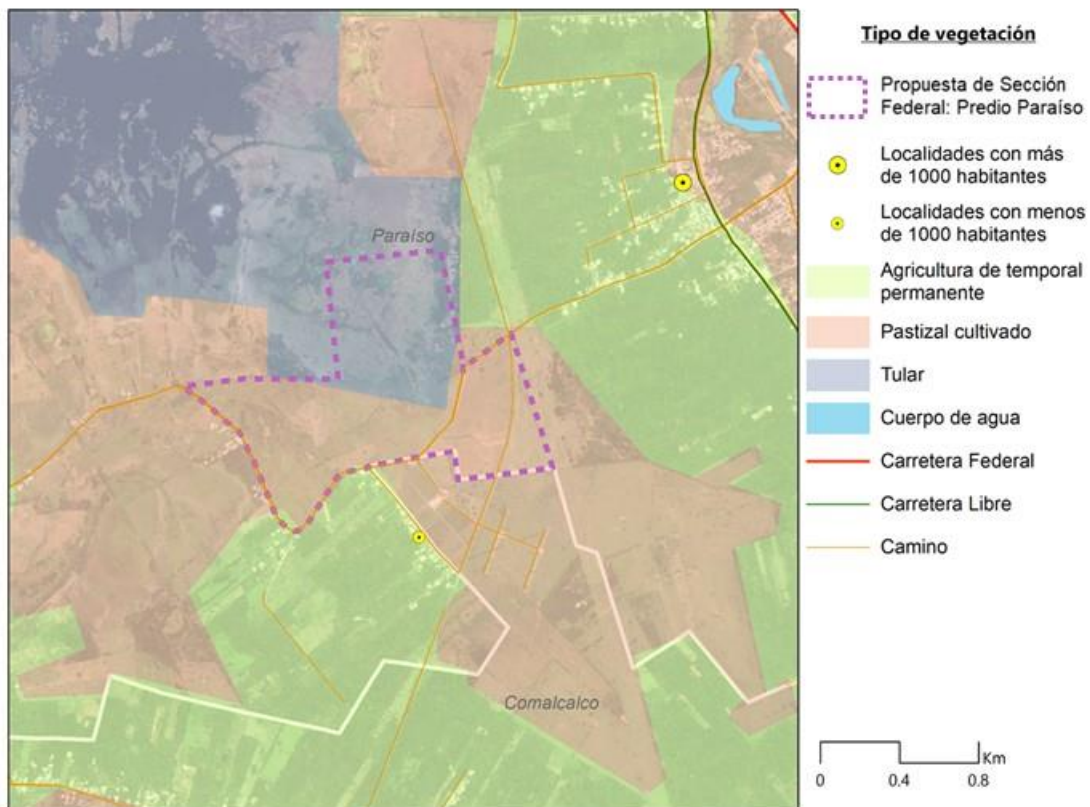 Tipo de vegetación
Propuesta de Sección
Federal: Predio Paraíso
Localidades con más
de 1000 habitantes
Localidades con menos
de 1000 habitantes
Agricultura de temporal
permanente
Pastizal cultivado
Tular
Cuerpo de agua
Carretera Federal
Carretera Libre
Camino
Paraíso
Comalcalco
Km
0 0.4 0.8